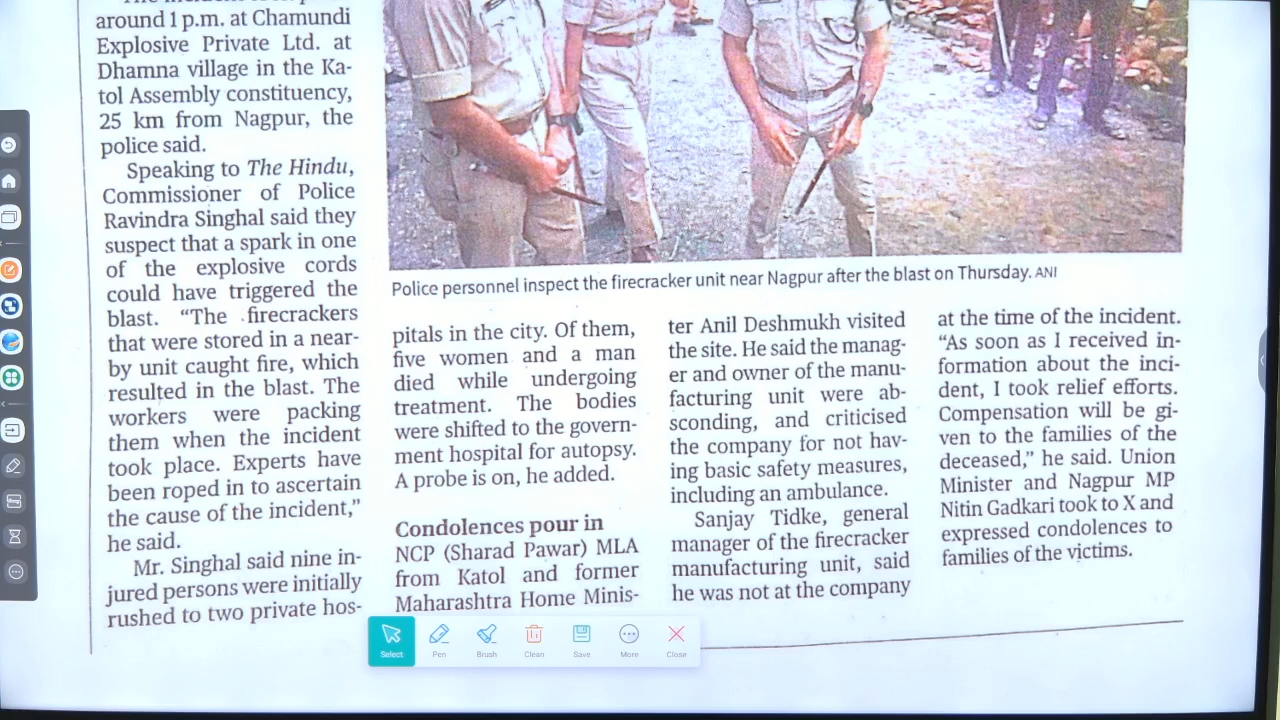 around 1 p.m. at Chamundi
Explosive Private Ltd. at
Dhamna village in the Ka-
tol Assembly constituency,
25 km from Nagpur, the
police said.
Speaking to The Hindu,
Commissioner of Police
Ravindra Singhal said they
suspect that a spark in one
of the explosive cords
could have triggered the
blast. “The firecrackers
that were stored in a near-
by unit caught fire, which
resulted in the blast. The
workers were packing
them when the incident
took place. Experts have
been roped in to ascertain
the cause of the incident,”
he said.
Mr. Singhal said nine in-
jured persons were initially
rushed to two private hos-
Police personnel inspect the firecracker unit near Nagpur after the blast on Thursday. ANI
pitals in the city. Of them,
five women and a man
died while undergoing
treatment. The bodies
were shifted to the govern-
ment hospital for autopsy.
A probe is on, he added.
Condolences pour in
NCP (Sharad Pawar) MLA
from Katol and former
Maharashtra Home Minis-
ter Anil Deshmukh visited
the site. He said the manag-
er and owner of the manu-
facturing unit were ab-
sconding, and criticised
the company for not hav-
ing basic safety measures,
including an ambulance.
Sanjay Tidke, general
manager of the firecracker
manufacturing unit, said
he was not at the company
at the time of the incident.
“As soon as I received in-
formation about the inci-
dent, I took relief efforts.
Compensation will be gi-
ven to the families of the
deceased,” he said. Union
Minister and Nagpur MP
Nitin Gadkari took to X and
expressed condolences to
families of the victims.
Select Pen Brush Clean Save More Close